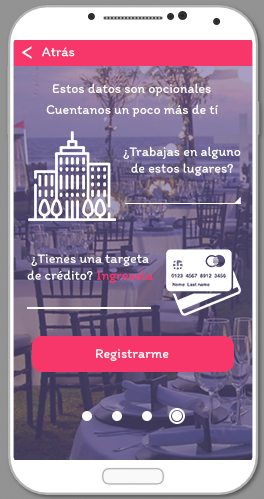 Atrás
Estos datos son opcionales
Cuentanos un poco más de tí
¿Trabajas en alguno
de estos lugares?
¿Tienes una targeta
de crédito? Ingresela
0123 4567 8912 3456
Name Last name
Registrarme